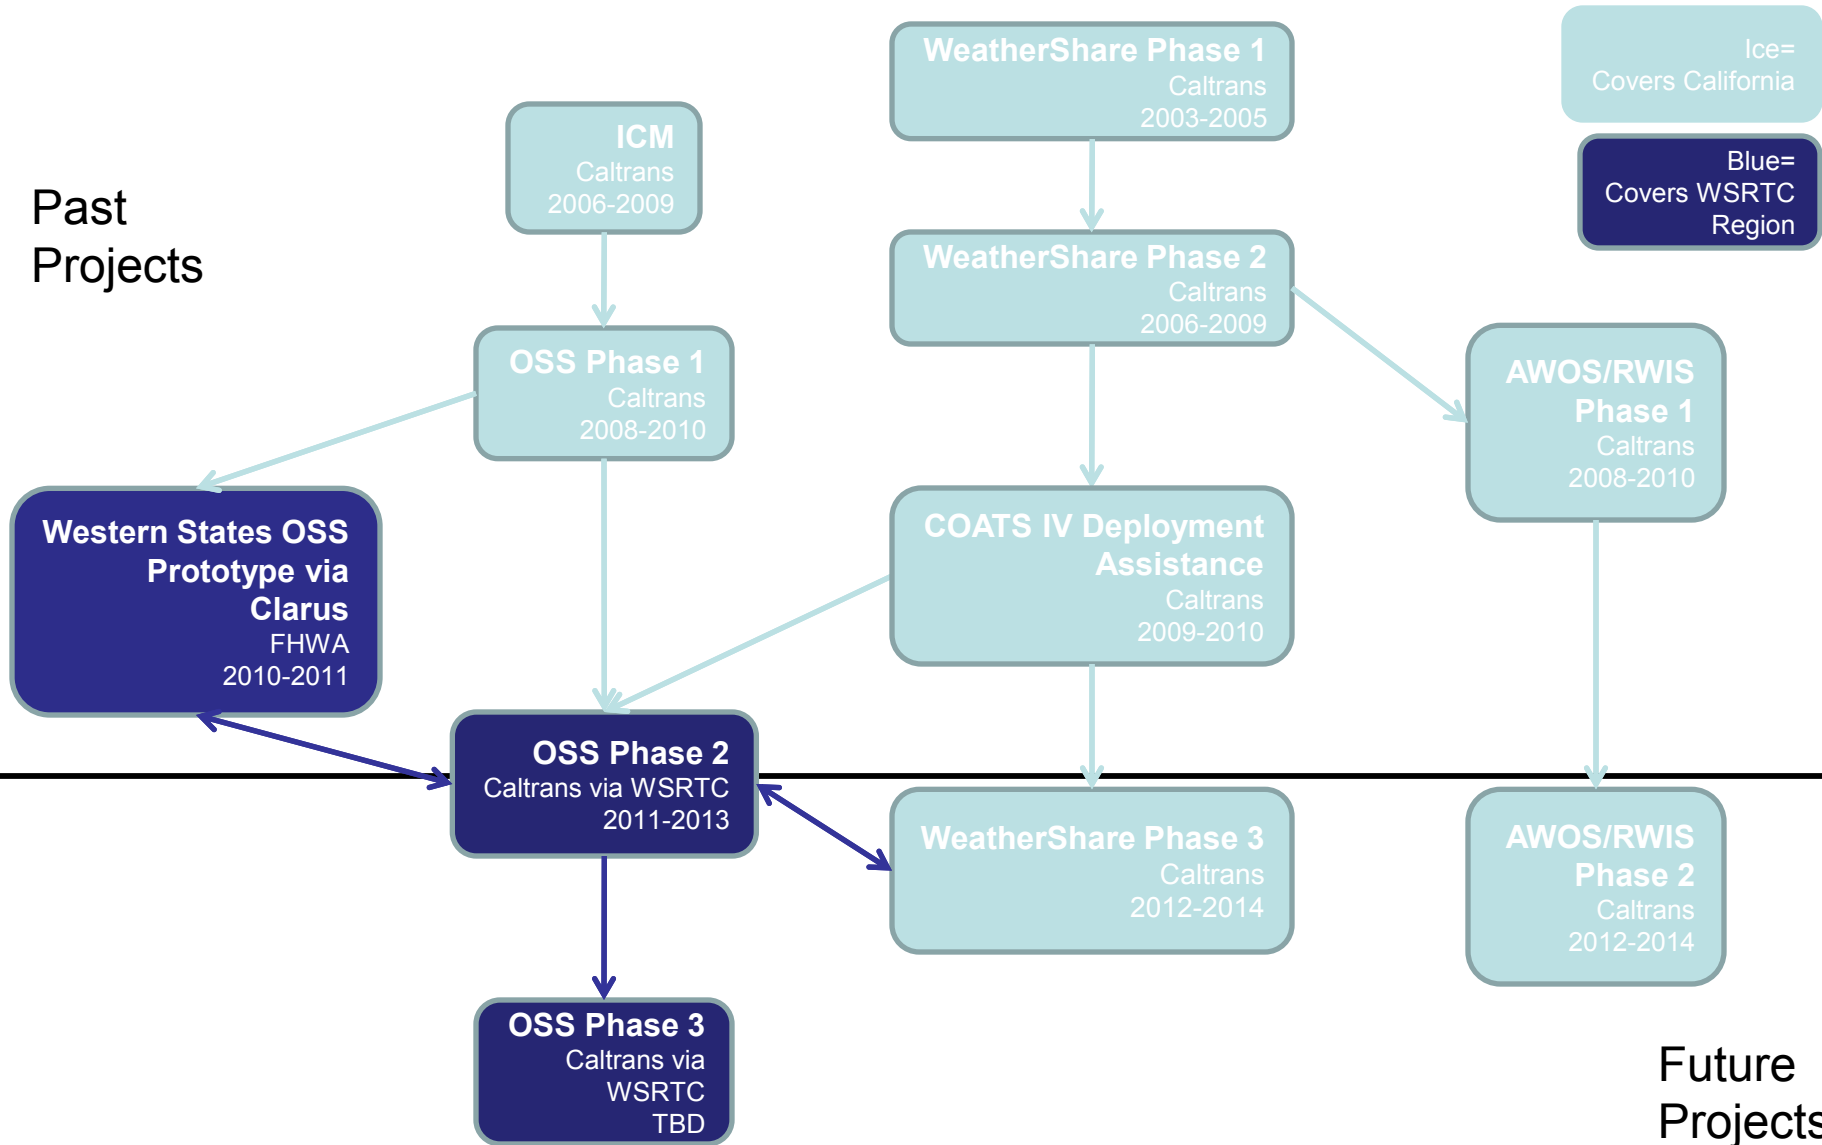 WeatherShare Phase 1
Caltrans
2003-2005
Ice=
Covers California
ICM
Caltrans
2006-2009
Blue=
Covers WSRTC
Region
Past
Projects
WeatherShare Phase 2
Caltrans
2006-2009
OSS Phase 1
Caltrans
2008-2010
AWOS/RWIS
Phase 1
Caltrans
2008-2010
Western States OSS
Prototype via
Clarus
FHWA
2010-2011
COATS IV Deployment
Assistance
Caltrans
2009-2010
OSS Phase 2
Caltrans via WSRTC
2011-2013
WeatherShare Phase 3
Caltrans
2012-2014
AWOS/RWIS
Phase 2
Caltrans
2012-2014
OSS Phase 3
Caltrans via
WSRTC
TBD
Future
Projects